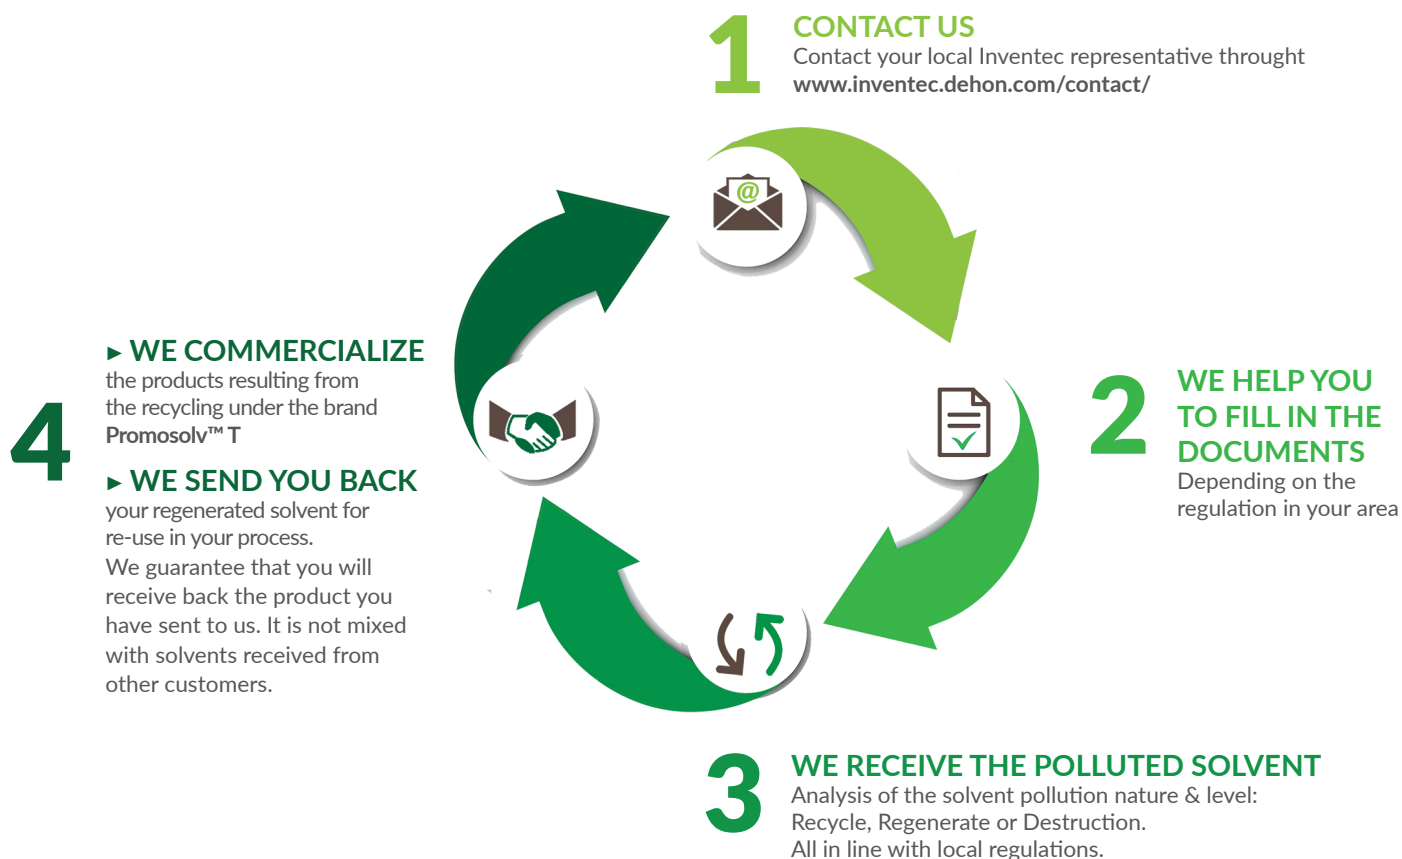 1
CONTACT US
Contact your local Inventec representative throught
www.inventec.dehon.com/contact/
@
2
WE HELP YOU
TO FILL IN THE
DOCUMENTS
Depending on the
regulation in your area
3
WE RECEIVE THE POLLUTED SOLVENT
Analysis of the solvent pollution nature & level:
Recycle, Regenerate or Destruction.
All in line with local regulations.
4
► WE COMMERCIALIZE
the products resulting from
the recycling under the brand
Promosolv™ T
► WE SEND YOU BACK
your regenerated solvent for
re-use in your process.
We guarantee that you will
receive back the product you
have sent to us. It is not mixed
with solvents received from
other customers.